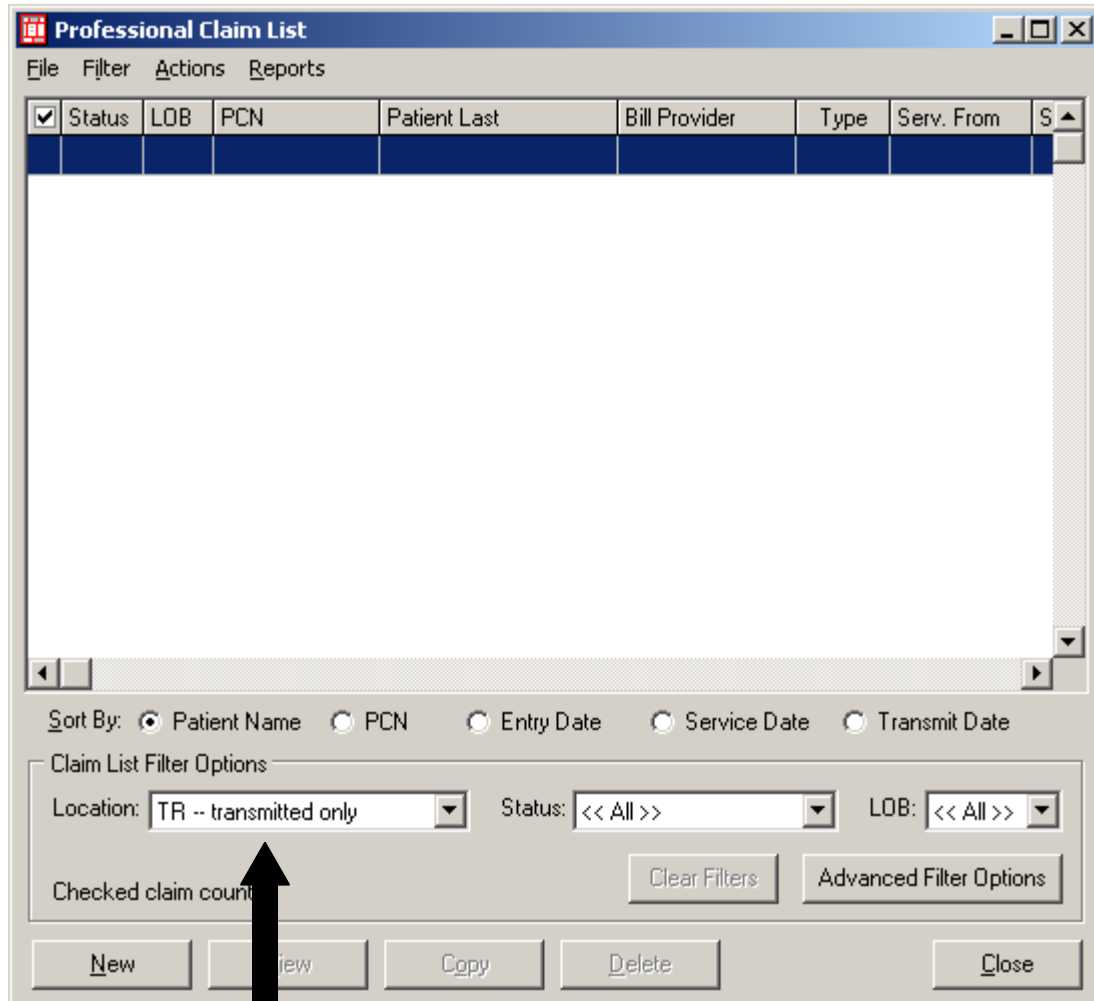 Professional Claim List
File Filter Actions Reports
Status LOB PCN Patient Last Bill Provider Type Serv. From S
Sort By: Patient Name PCN Entry Date Service Date Transmit Date
Claim List Filter Options
Location: TR -- transmitted only Status: << All >> LOB: << All >>
Checked claim count Clear Filters Advanced Filter Options
New Copy Delete Close